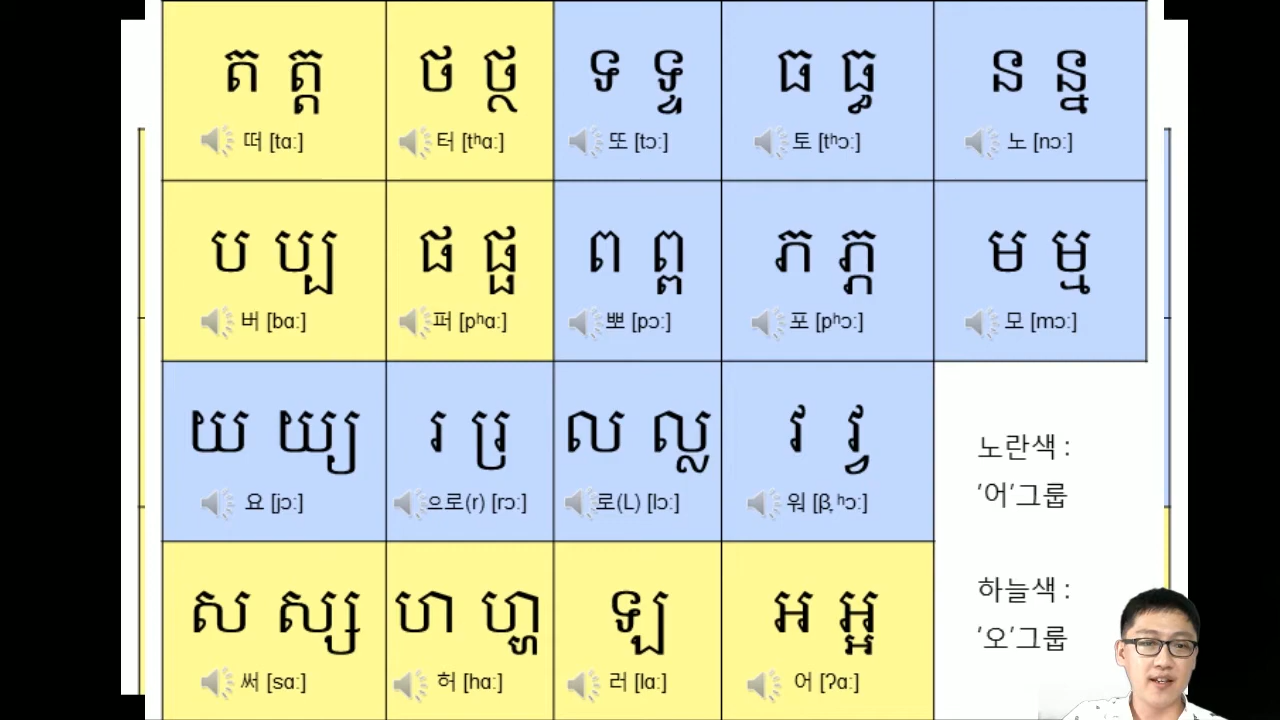 ត ត្ត ថ ថ្ថ ទ ទ្ទ ធ ធ្ធ ន ន្ន
떠 [tɑː] 터 [tʰɑː] 또 [tɔː] 토 [tʰɔː] 노 [nɔː]
ប ប្ប ផ ផ្ផ ព ព្ព ភ ភ្ភ ម ម្ម
버 [bɑː] 퍼 [pʰɑː] 뽀 [pɔː] 포 [pʰɔː] 모 [mɔː]
យ យ្យ រ រ្រ ល ល្ល វ វ្វ
요 [jɔː] 으로(r) [rɔː] 로(L) [lɔː] 워 [β̞ʰɔː]
노란색 :
'어'그룹
ស ស្ស ហ ហ្ហ ឡ អ អ្អ
써 [sɑː] 허 [hɑː] 러 [lɑː] 어 [ʔɑː]
하늘색 :
'오'그룹